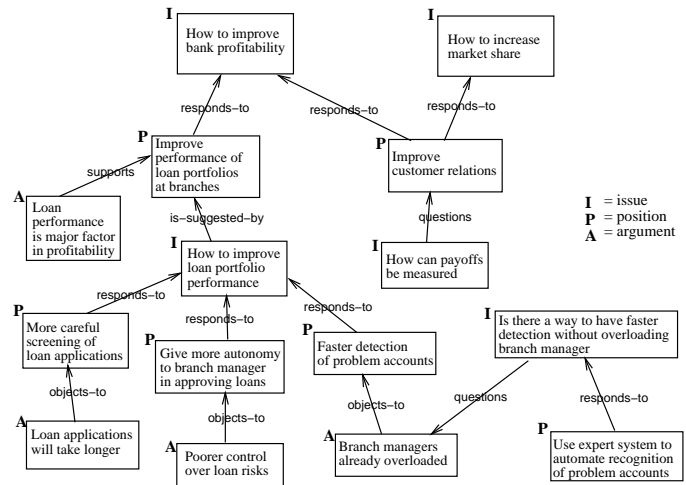 I
How to improve
bank profitability
I
How to increase
market share
responds-to
responds-to
responds-to
P
Improve
performance of
loan portfolios
at branches
P
Improve
customer relations
supports
A
Loan
performance
is major factor
in profitability
is-suggested-by
questions
I = issue
P = position
A = argument
I
How to improve
loan portfolio
performance
I
How can payoffs
be measured
responds-to
responds-to
responds-to
P
More careful
screening of
loan applications
P
Give more autonomy
to branch manager
in approving loans
P
Faster detection
of problem accounts
I
Is there a way to have faster
detection without overloading
branch manager
objects-to
objects-to
objects-to
questions
responds-to
A
Loan applications
will take longer
A
Poorer control
over loan risks
A
Branch managers
already overloaded
P
Use expert system to
automate recognition
of problem accounts